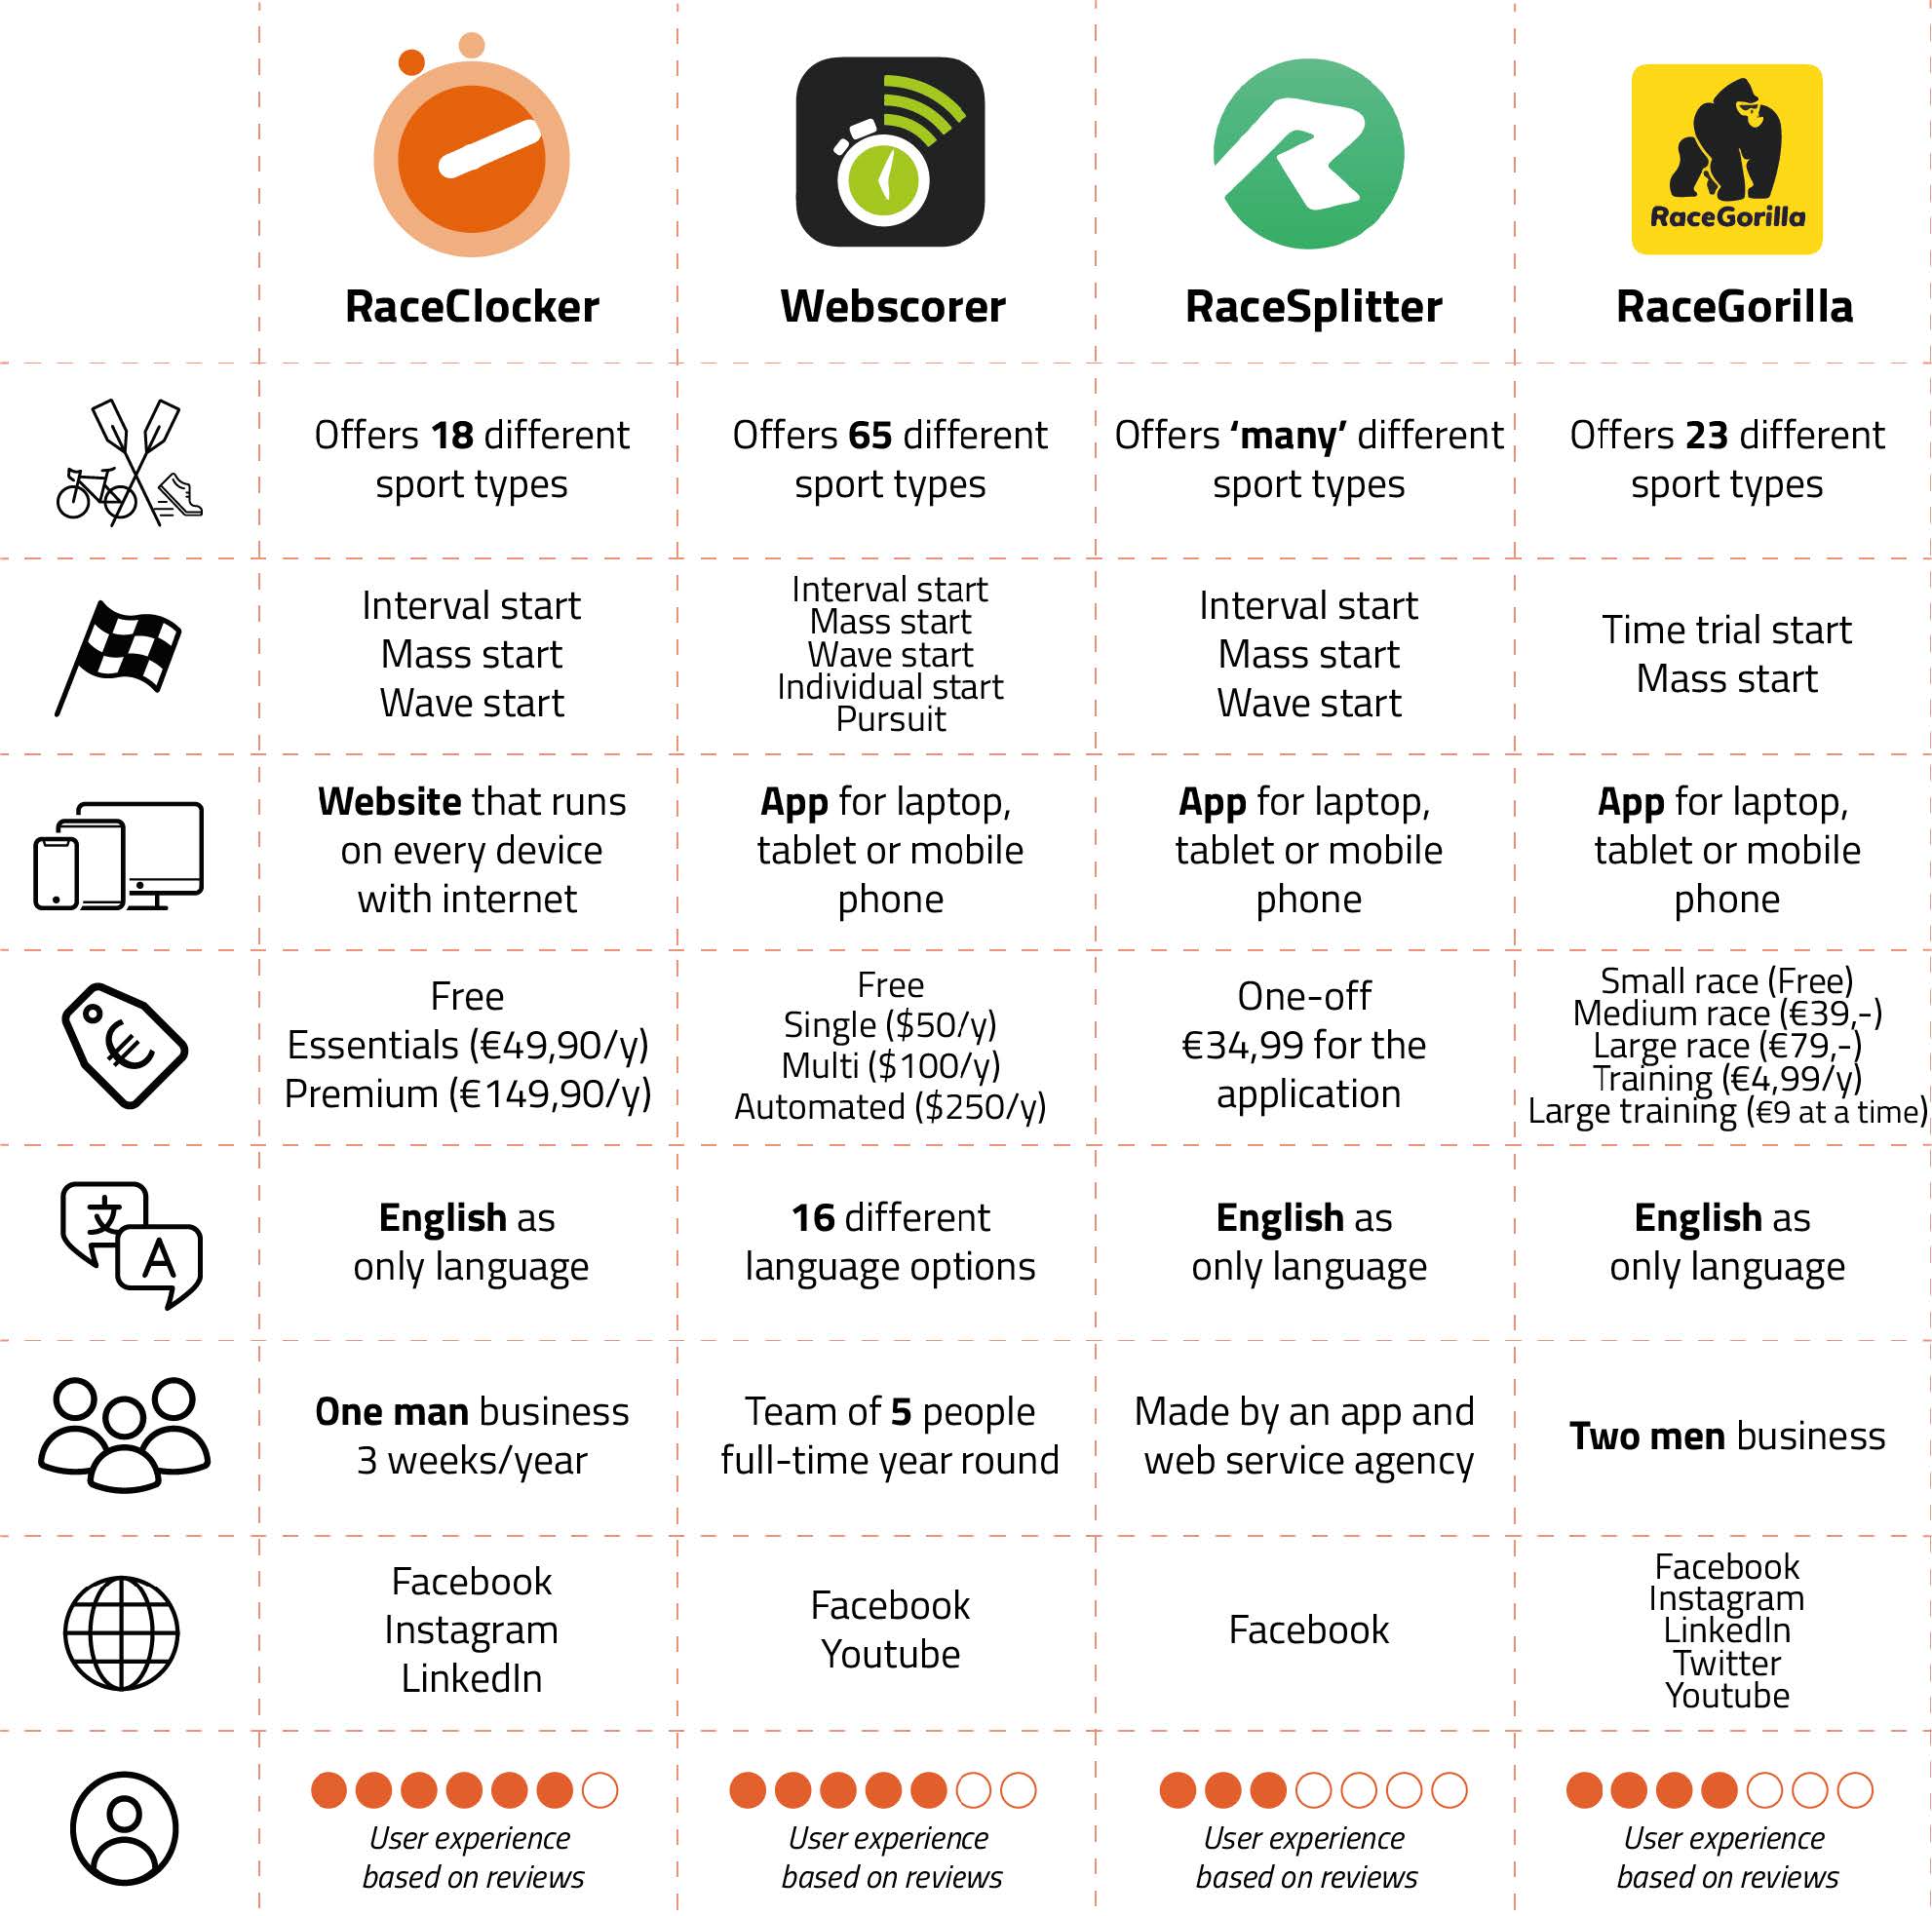 RaceGorilla
RaceClocker
Webscorer
RaceSplitter
RaceGorilla
Offers 18 different
sport types
Offers 65 different
sport types
Offers ‘many’ different
sport types
Offers 23 different
sport types
Interval start
Mass start
Wave start
Interval start
Mass start
Wave start
Individual start
Pursuit
Interval start
Mass start
Wave start
Time trial start
Mass start
Website that runs
on every device
with internet
App for laptop,
tablet or mobile
phone
App for laptop,
tablet or mobile
phone
App for laptop,
tablet or mobile
phone
€
Free
Essentials (€49,90/y)
Premium (€149,90/y)
Free
Single ($50/y)
Multi ($100/y)
Automated ($250/y)
One-off
€34,99 for the
application
Small race (Free)
Medium race (€39,-)
Large race (€79,-)
Training (€4,99/y)
Large training (€9 at a time)
文
A
English as
only language
16 different
language options
English as
only language
English as
only language
One man business
3 weeks/year
Team of 5 people
full-time year round
Made by an app and
web service agency
Two men business
Facebook
Instagram
LinkedIn
Facebook
Youtube
Facebook
Facebook
Instagram
LinkedIn
Twitter
Youtube
User experience
based on reviews
User experience
based on reviews
User experience
based on reviews
User experience
based on reviews